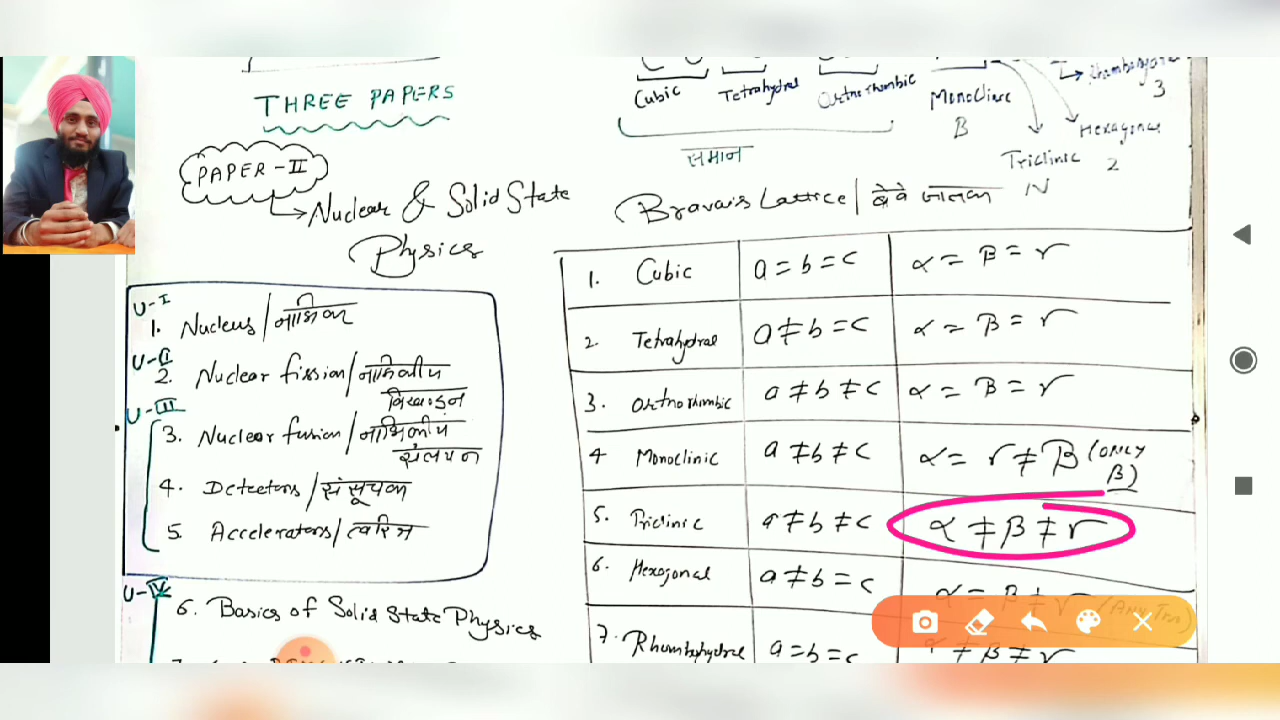 THREE PAPERS
PAPER-II
Nuclear & Solid State
Physics
U-I
1. Nucleus/नाभिक
U-II
2. Nuclear fission/नाभिकीय
विखण्डन
U-III
3. Nuclear fusion/नाभिकीय
संलयन
4. Detectors/संसूचक
5. Accelerators/त्वरित्र
U-IV
6. Basics of Solid State Physics
Cubic
Tetrahydral
Orthorhombic
Monoclinic
B
Triclinic
Hexagonal
2
3
समान
Bravais Lattice/ब्रेवे जालक
1. Cubic a = b = c α = β = γ
2. Tetrahydral a ≠ b = c α = β = γ
3. Orthorhombic a ≠ b ≠ c α = β = γ
4 Monoclinic a ≠ b ≠ c α = γ ≠ β (only
β)
5. Triclinic a ≠ b ≠ c α ≠ β ≠ γ
6. Hexagonal a ≠ b = c α = β ≠ γ
7. Rhombohydral a = b = c α ≠ β ≠ γ